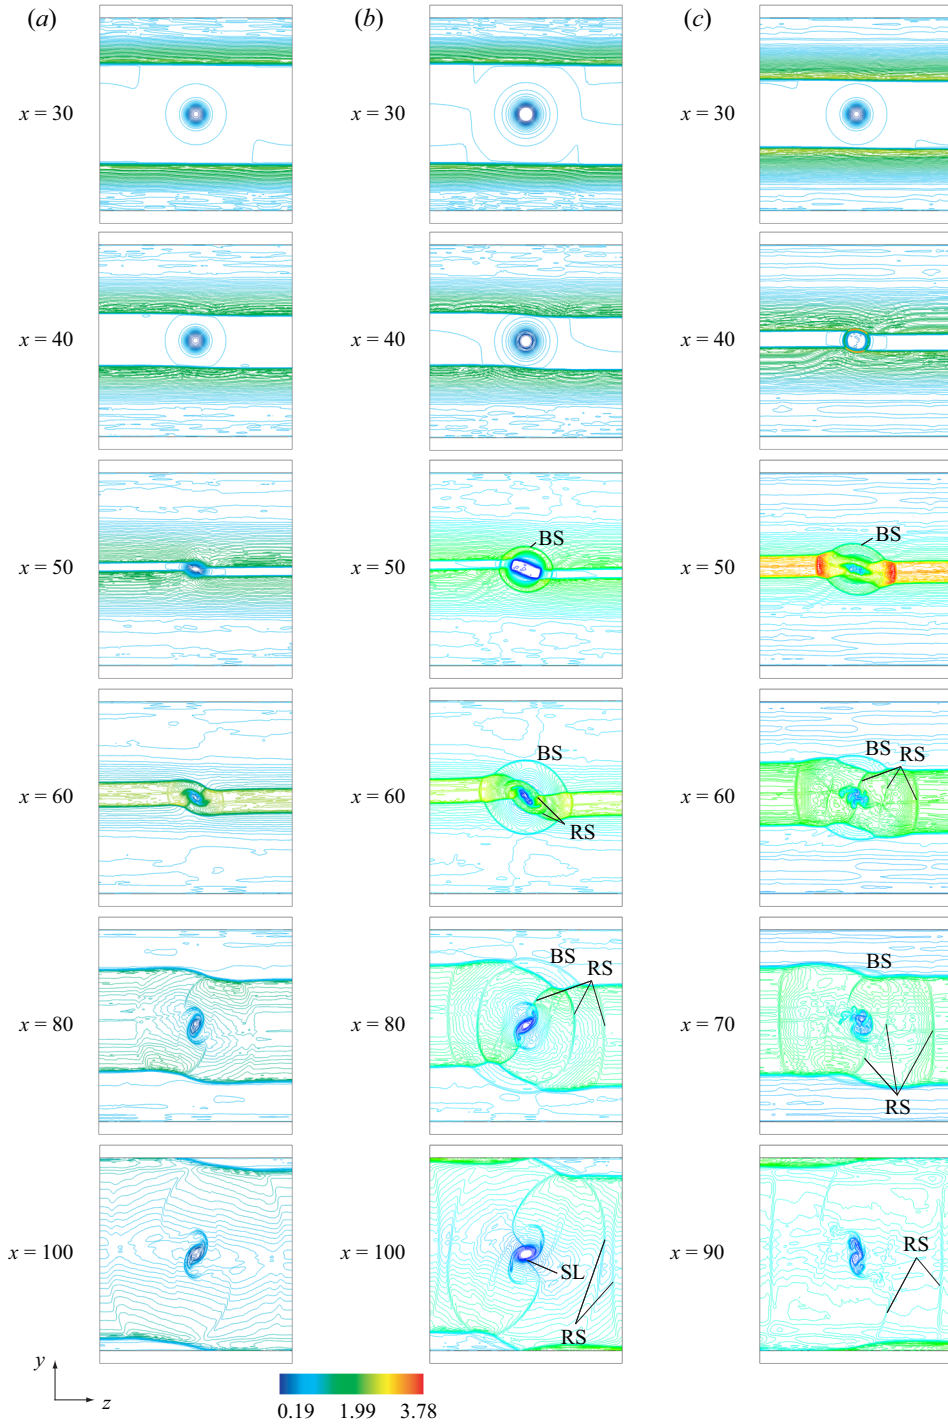 (a) (b) (c)
x = 30 x = 30 x = 30
x = 40 x = 40 x = 40
BS BS
x = 50 x = 50 x = 50
BS BS RS
x = 60 x = 60 x = 60
RS
BS RS BS
x = 80 x = 80 x = 70
RS
x = 100 x = 100 x = 90
RS
SL
RS
y
z
0.19 1.99 3.78